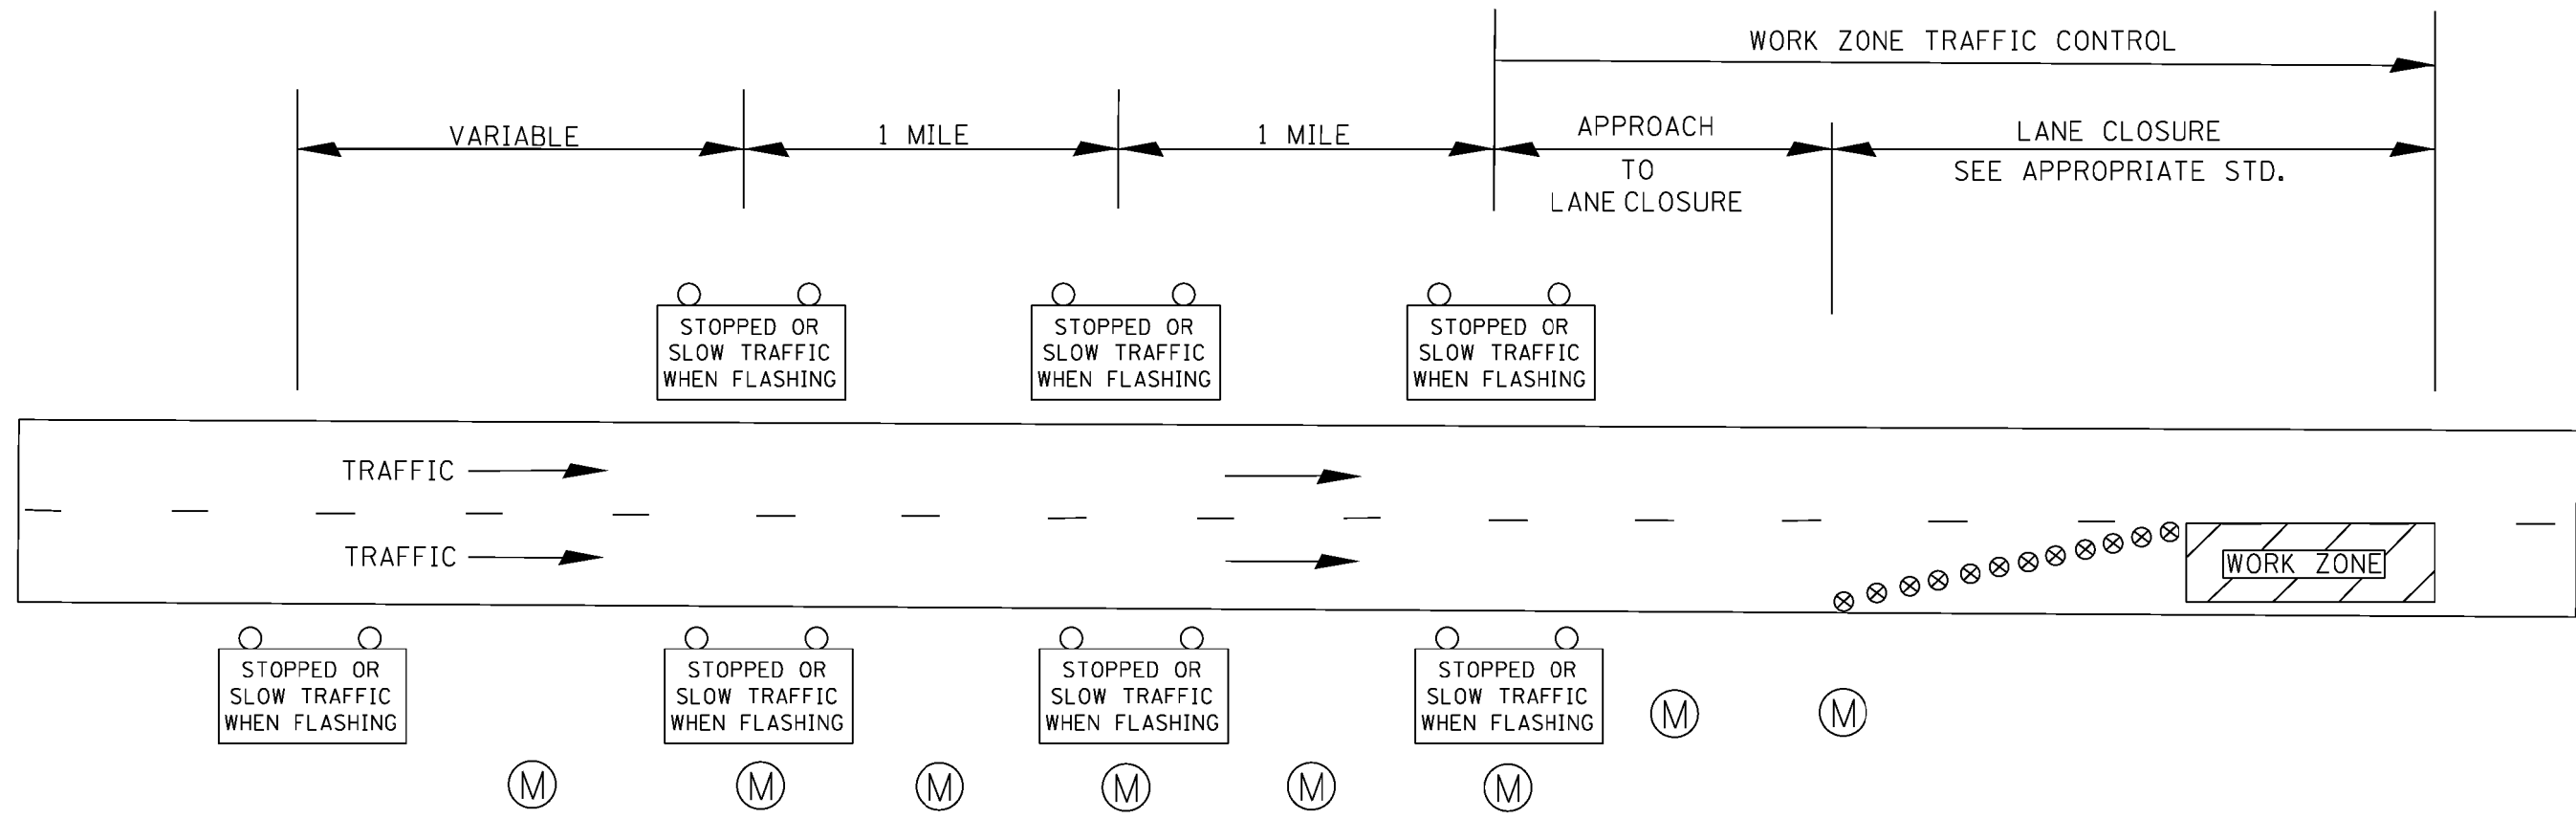 WORK ZONE TRAFFIC CONTROL
VARIABLE
1 MILE
1 MILE
APPROACH
TO
LANE CLOSURE
LANE CLOSURE
SEE APPROPRIATE STD.
STOPPED OR
SLOW TRAFFIC
WHEN FLASHING
STOPPED OR
SLOW TRAFFIC
WHEN FLASHING
STOPPED OR
SLOW TRAFFIC
WHEN FLASHING
TRAFFIC
TRAFFIC
WORK ZONE
STOPPED OR
SLOW TRAFFIC
WHEN FLASHING
STOPPED OR
SLOW TRAFFIC
WHEN FLASHING
STOPPED OR
SLOW TRAFFIC
WHEN FLASHING
STOPPED OR
SLOW TRAFFIC
WHEN FLASHING
M
M
M
M
M
M
M
M